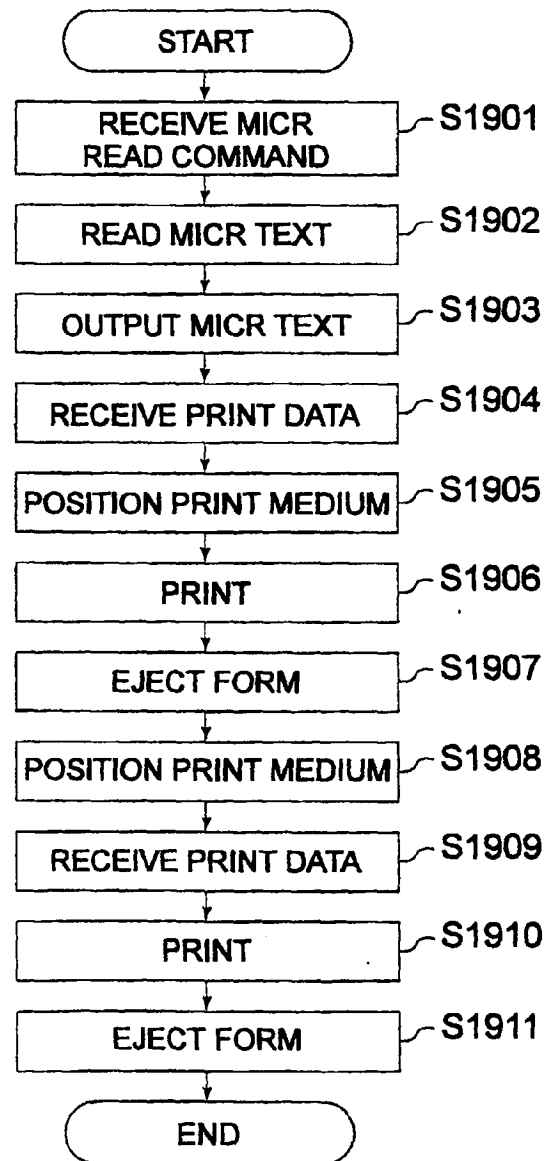 START
RECEIVE MICR
READ COMMAND
S1901
READ MICR TEXT
S1902
OUTPUT MICR TEXT
S1903
RECEIVE PRINT DATA
S1904
POSITION PRINT MEDIUM
S1905
PRINT
S1906
EJECT FORM
S1907
POSITION PRINT MEDIUM
S1908
RECEIVE PRINT DATA
S1909
PRINT
S1910
EJECT FORM
S1911
END